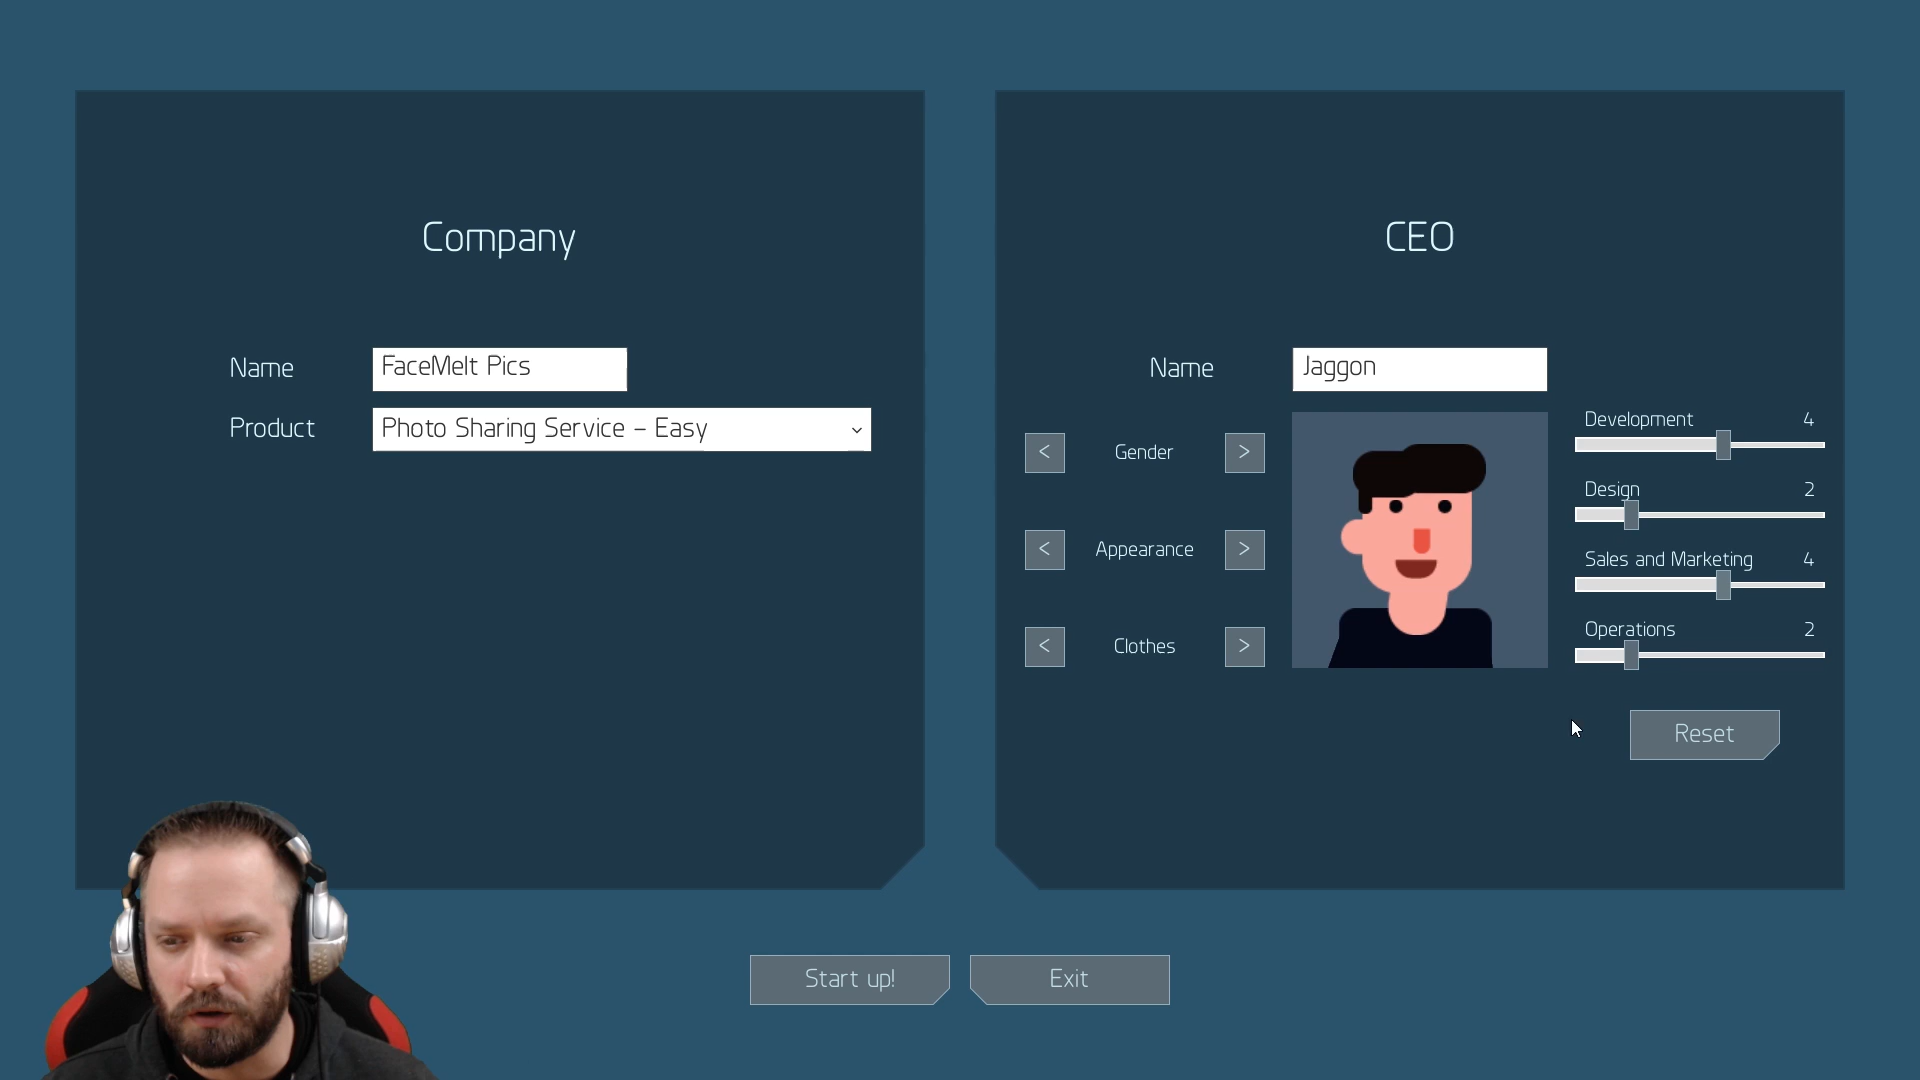 Company
Name
FaceMelt Pics
Product
Photo Sharing Service - Easy
CEO
Name
Jaggon
< Gender >
< Appearance >
< Clothes >
Development 4
Design 2
Sales and Marketing 4
Operations 2
Reset
Start up!
Exit